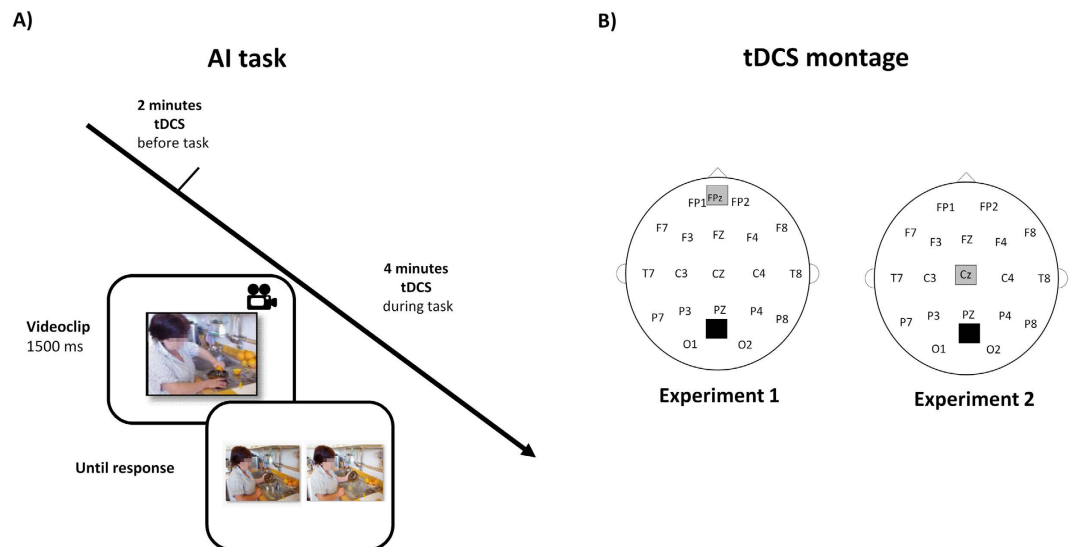 A)
AI task
2 minutes
tDCS
before task
4 minutes
tDCS
during task
Videoclip
1500 ms
Until response
B)
tDCS montage
FP1 FPz FP2
F7 F3 FZ F4 F8
T7 C3 CZ C4 T8
P7 P3 PZ P4 P8
O1 O2
Experiment 1
FP1 FP2
F7 F3 FZ F4 F8
T7 C3 Cz C4 T8
P7 P3 PZ P4 P8
O1 O2
Experiment 2